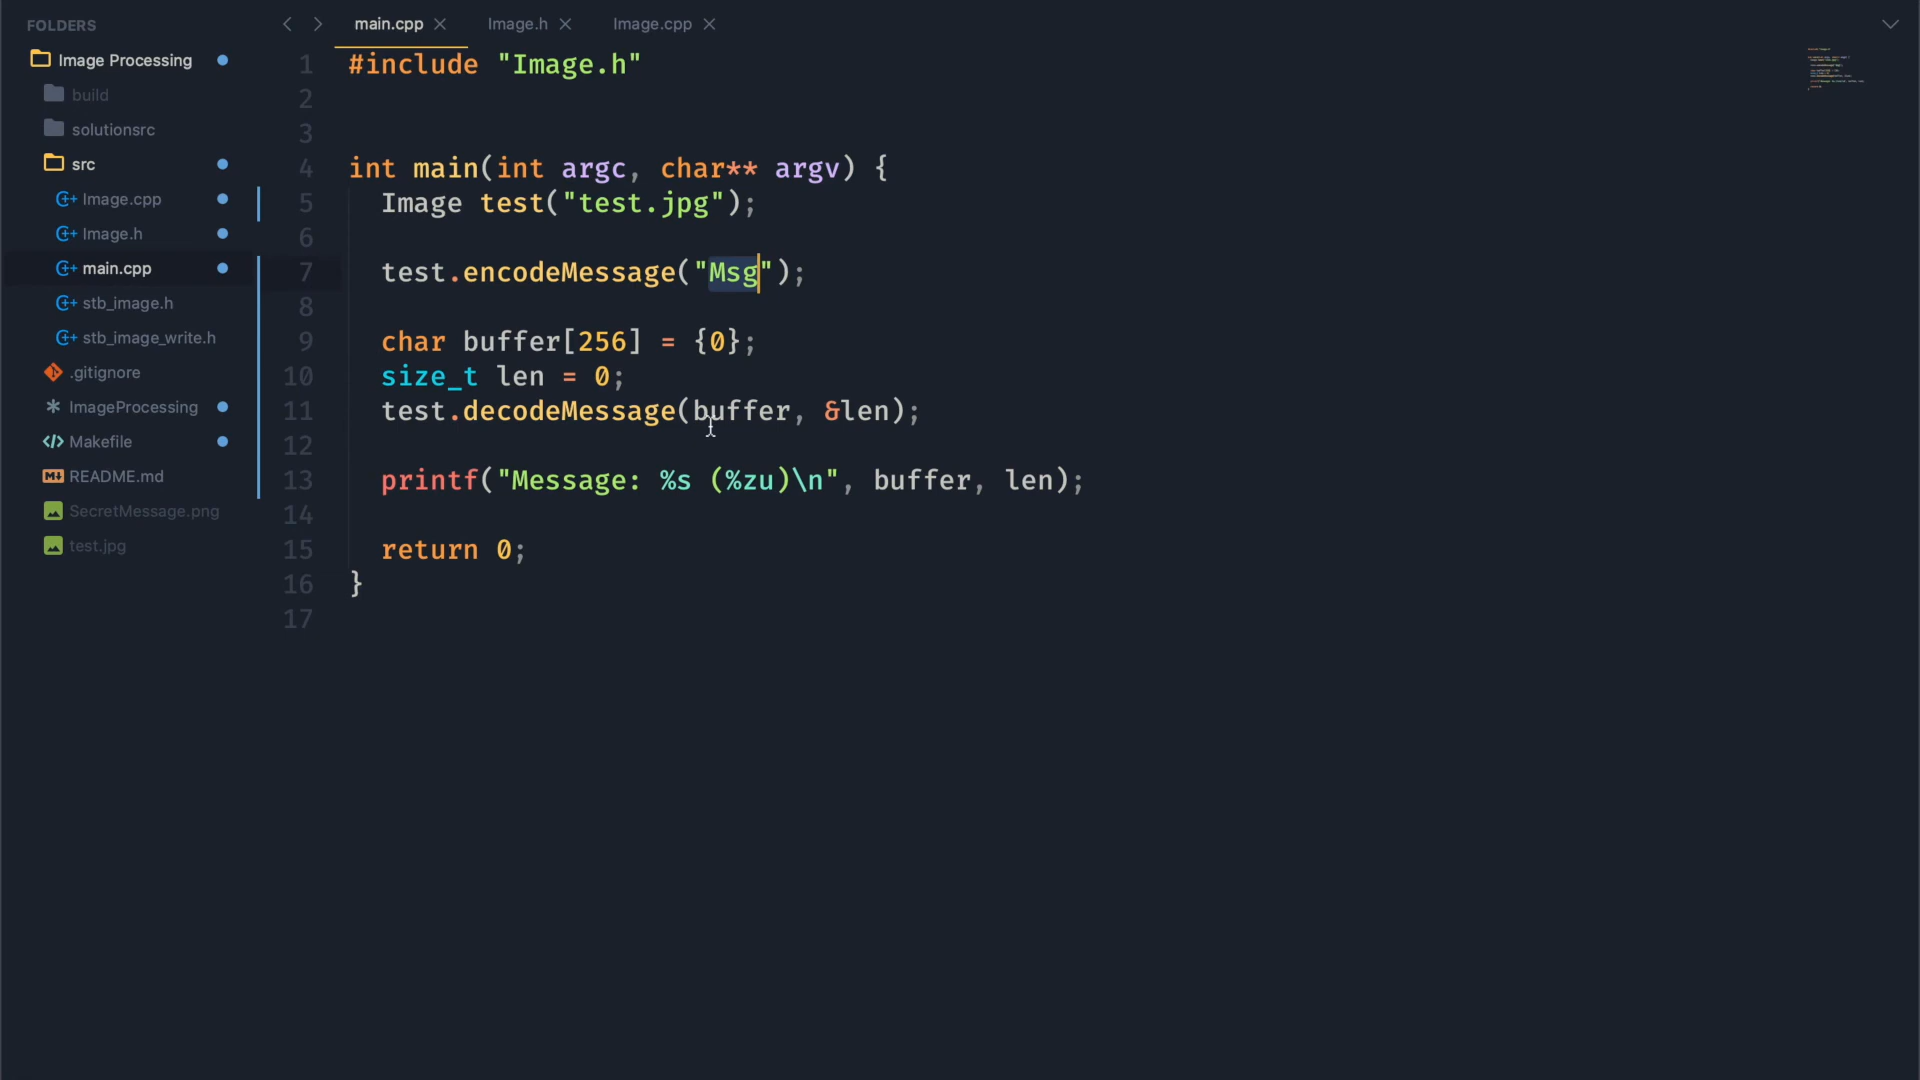 FOLDERS
Image Processing
build
solutionsrc
src
Image.cpp
Image.h
main.cpp
stb_image.h
stb_image_write.h
.gitignore
ImageProcessing
Makefile
README.md
SecretMessage.png
test.jpg
main.cpp Image.h Image.cpp
1 #include "Image.h"
2
3
4 int main(int argc, char** argv) {
5 Image test("test.jpg");
6
7 test.encodeMessage("Msg");
8
9 char buffer[256] = {0};
10 size_t len = 0;
11 test.decodeMessage(buffer, &len);
12
13 printf("Message: %s (%zu)\n", buffer, len);
14
15 return 0;
16 }
17